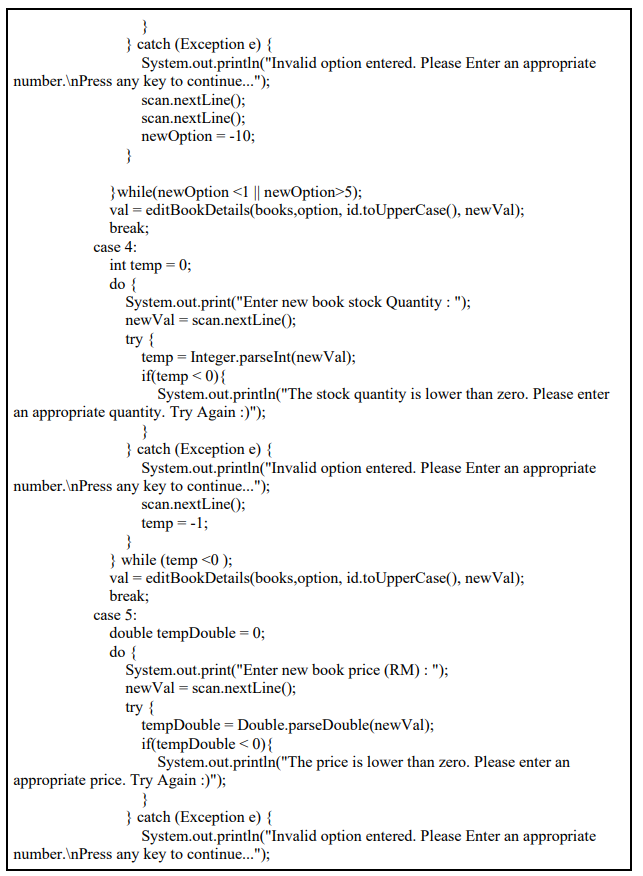 }
} catch (Exception e) {
System.out.println("Invalid option entered. Please Enter an appropriate
number.\nPress any key to continue...");
scan.nextLine();
scan.nextLine();
newOption = -10;
}
}while(newOption <1 || newOption>5);
val = editBookDetails(books,option, id.toUpperCase(), newVal);
break;
case 4:
int temp = 0;
do {
System.out.print("Enter new book stock Quantity : ");
newVal = scan.nextLine();
try {
temp = Integer.parseInt(newVal);
if(temp < 0){
System.out.println("The stock quantity is lower than zero. Please enter
an appropriate quantity. Try Again :)");
}
} catch (Exception e) {
System.out.println("Invalid option entered. Please Enter an appropriate
number.\nPress any key to continue...");
scan.nextLine();
temp = -1;
}
} while (temp <0 );
val = editBookDetails(books,option, id.toUpperCase(), newVal);
break;
case 5:
double tempDouble = 0;
do {
System.out.print("Enter new book price (RM) : ");
newVal = scan.nextLine();
try {
tempDouble = Double.parseDouble(newVal);
if(tempDouble < 0){
System.out.println("The price is lower than zero. Please enter an
appropriate price. Try Again :)");
}
} catch (Exception e) {
System.out.println("Invalid option entered. Please Enter an appropriate
number.\nPress any key to continue...");